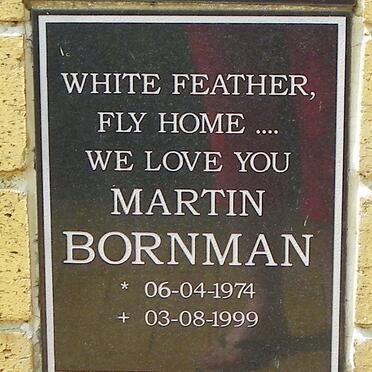 WHITE FEATHER,
FLY HOME ....
WE LOVE YOU
MARTIN
BORNMAN
* 06-04-1974
+ 03-08-1999